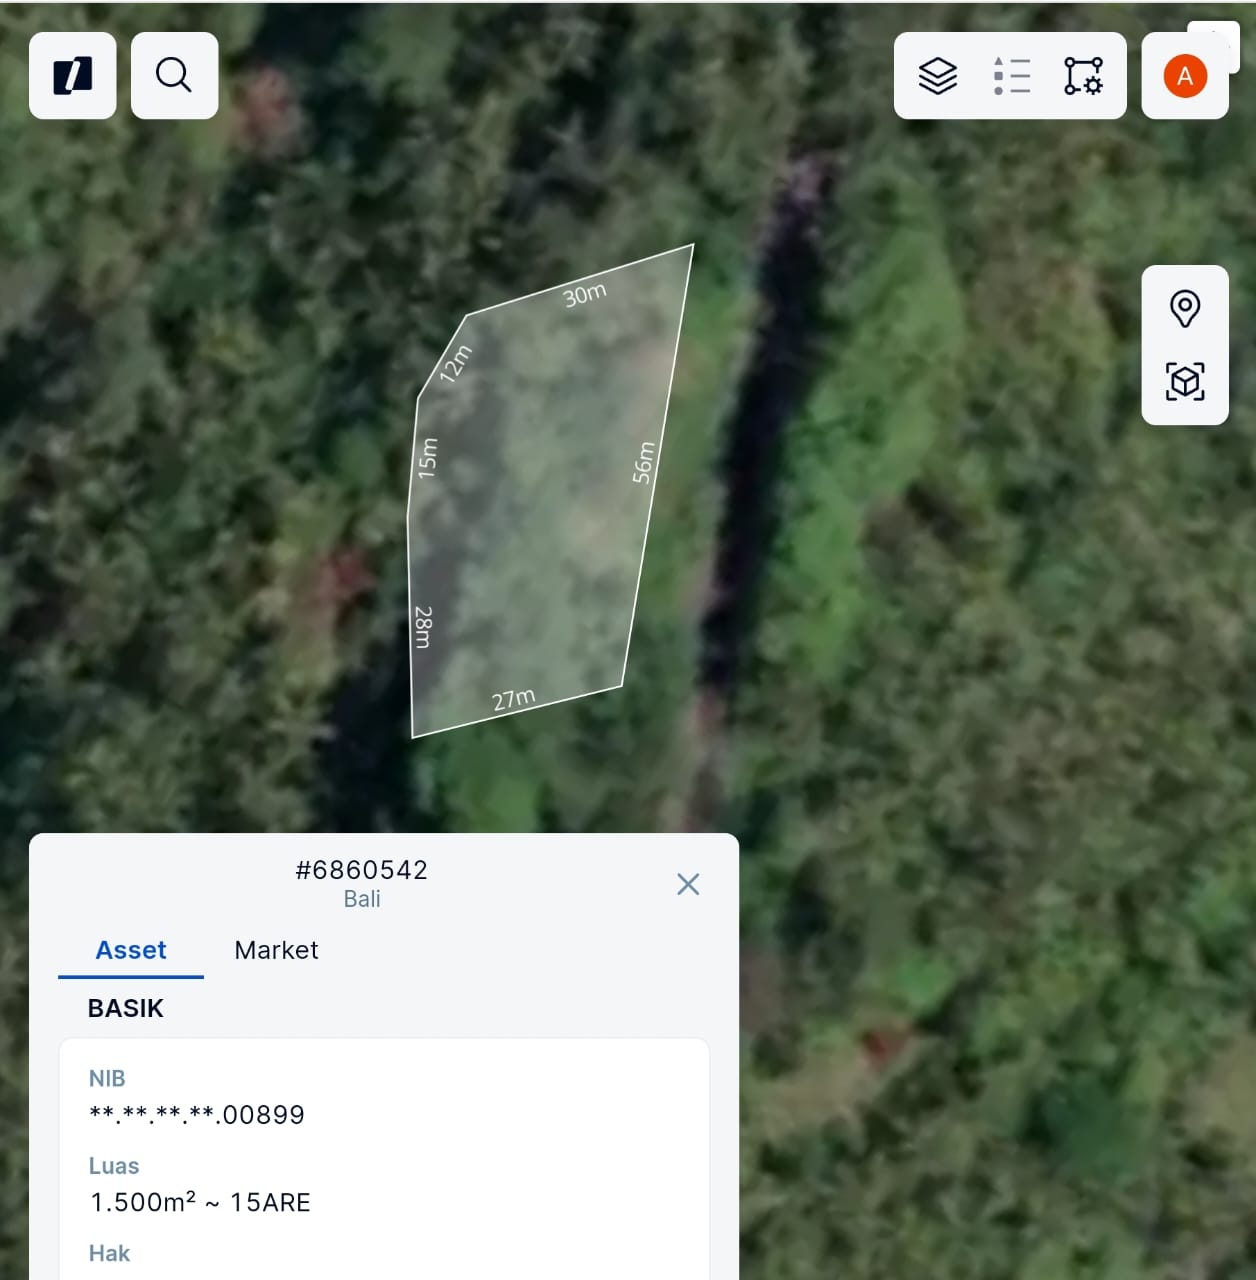 A
30m
12m
15m
56m
28m
27m
#6860542
Bali
Asset
Market
BASIK
NIB
**.**.**.**.00899
Luas
1.500m² ~ 15ARE
Hak